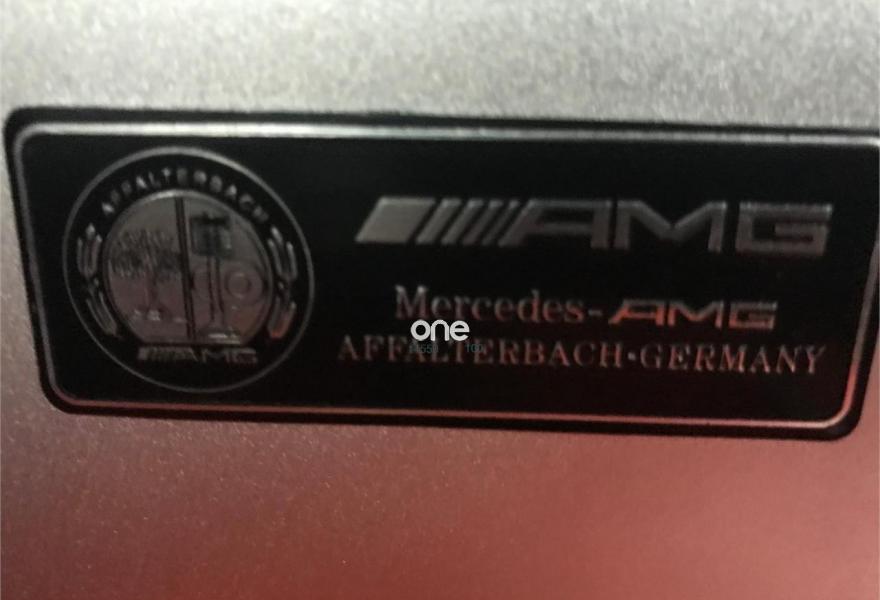 AFFALTERBACH
AMG
AMG
Mercedes-AMG
AFFALTERBACH·GERMANY
one